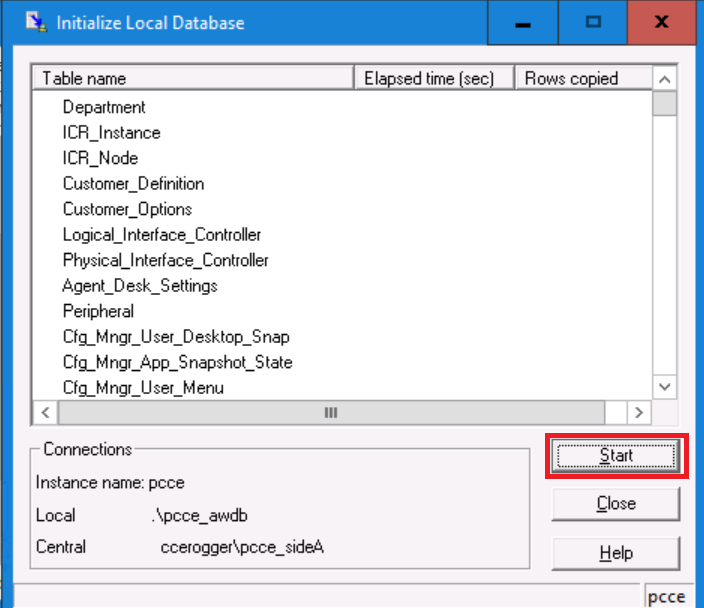 Initialize Local Database
Table name Elapsed time (sec) Rows copied
Department
ICR_Instance
ICR_Node
Customer_Definition
Customer_Options
Logical_Interface_Controller
Physical_Interface_Controller
Agent_Desk_Settings
Peripheral
Cfg_Mngr_User_Desktop_Snap
Cfg_Mngr_App_Snapshot_State
Cfg_Mngr_User_Menu
Connections
Start
Instance name: pcce
Close
Local .\pcce_awdb
Central ccerogger\pcce_sideA
Help
pcce